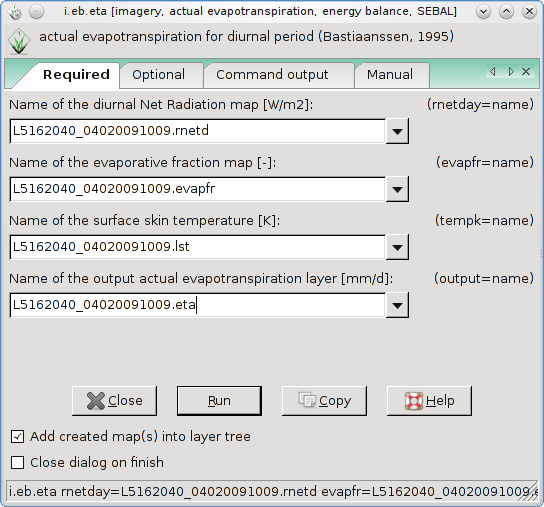 i.eb.eta [imagery, actual evapotranspiration, energy balance, SEBAL]
actual evapotranspiration for diurnal period (Bastiaanssen, 1995)
Required Optional Command output Manual
Name of the diurnal Net Radiation map [W/m2]: (rnetday=name)
L5162040_04020091009.rnetd
Name of the evaporative fraction map [-]: (evapfr=name)
L5162040_04020091009.evapfr
Name of the surface skin temperature [K]: (tempk=name)
L5162040_04020091009.lst
Name of the output actual evapotranspiration layer [mm/d]: (output=name)
L5162040_04020091009.eta
Close Run Copy Help
Add created map(s) into layer tree
Close dialog on finish
i.eb.eta rnetday=L5162040_04020091009.rnetd evapfr=L5162040_04020091009.e